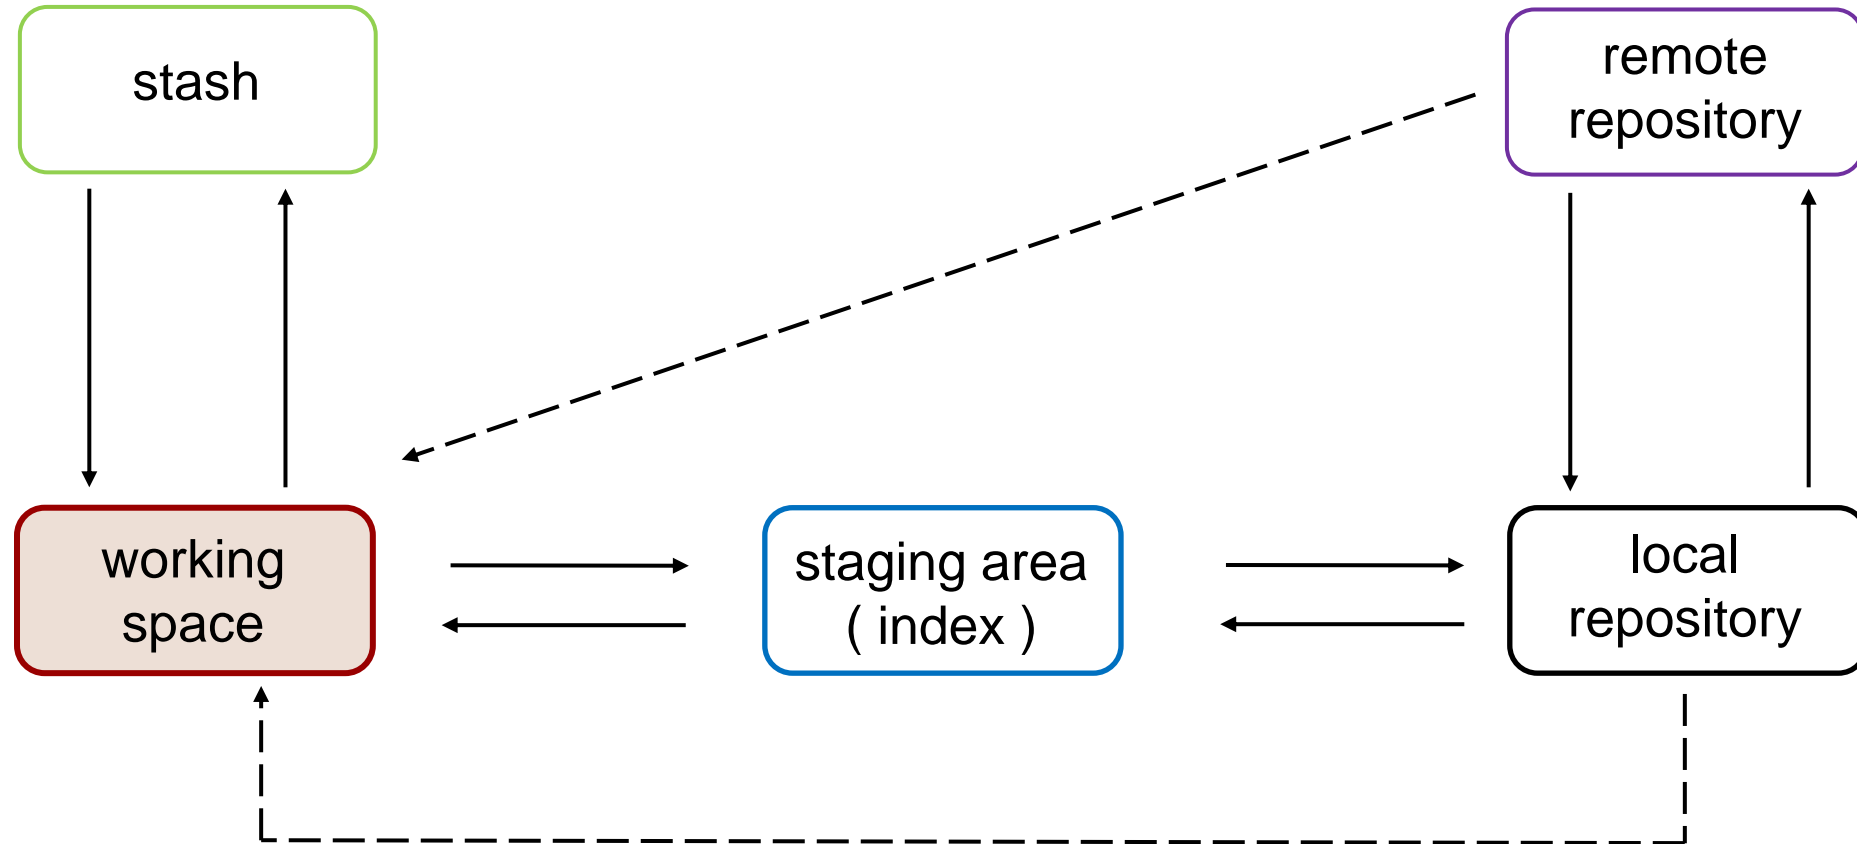 stash
remote
repository
working
space
staging area
( index )
local
repository